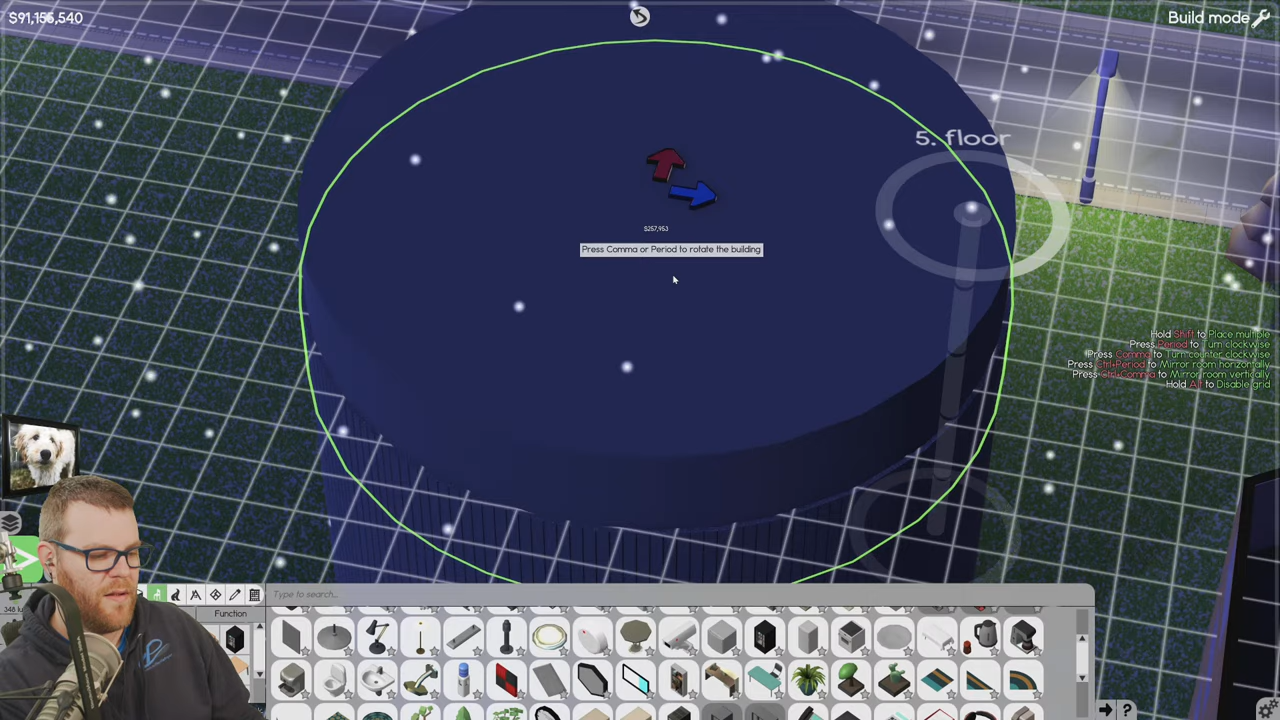 $91,155,540
Build mode
5. floor
$257,953
Press Comma or Period to rotate the building
Hold Shift to Place multiple
Press Period to Turn clockwise
Press Comma to Turn counter clockwise
Press Ctrl+Period to Mirror room horizontally
Press Ctrl+Comma to Mirror room vertically
Hold Alt to Disable grid
Type to search...
Function
?